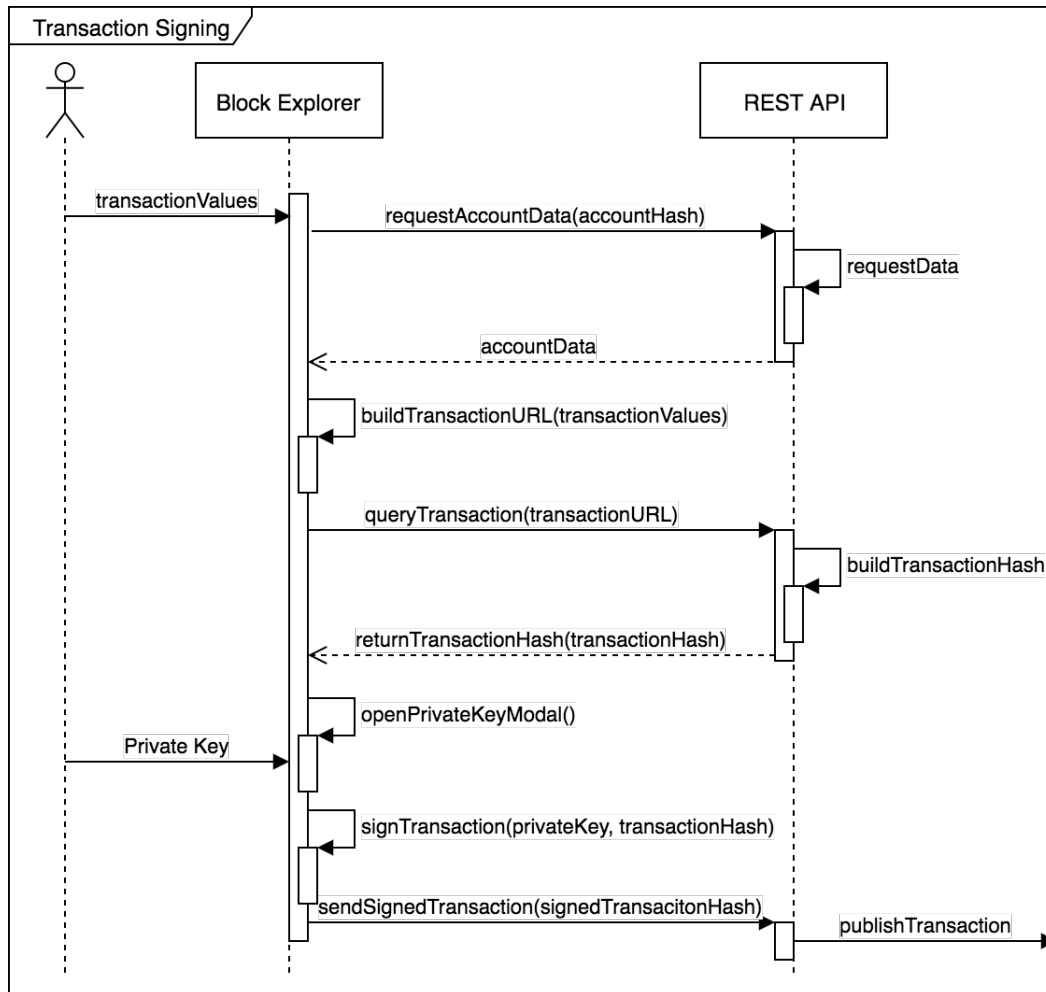 Transaction Signing
Block Explorer
REST API
transactionValues
requestAccountData(accountHash)
requestData
accountData
buildTransactionURL(transactionValues)
queryTransaction(transactionURL)
buildTransactionHash
returnTransactionHash(transactionHash)
openPrivateKeyModal()
Private Key
signTransaction(privateKey, transactionHash)
sendSignedTransaction(signedTransacitonHash)
publishTransaction